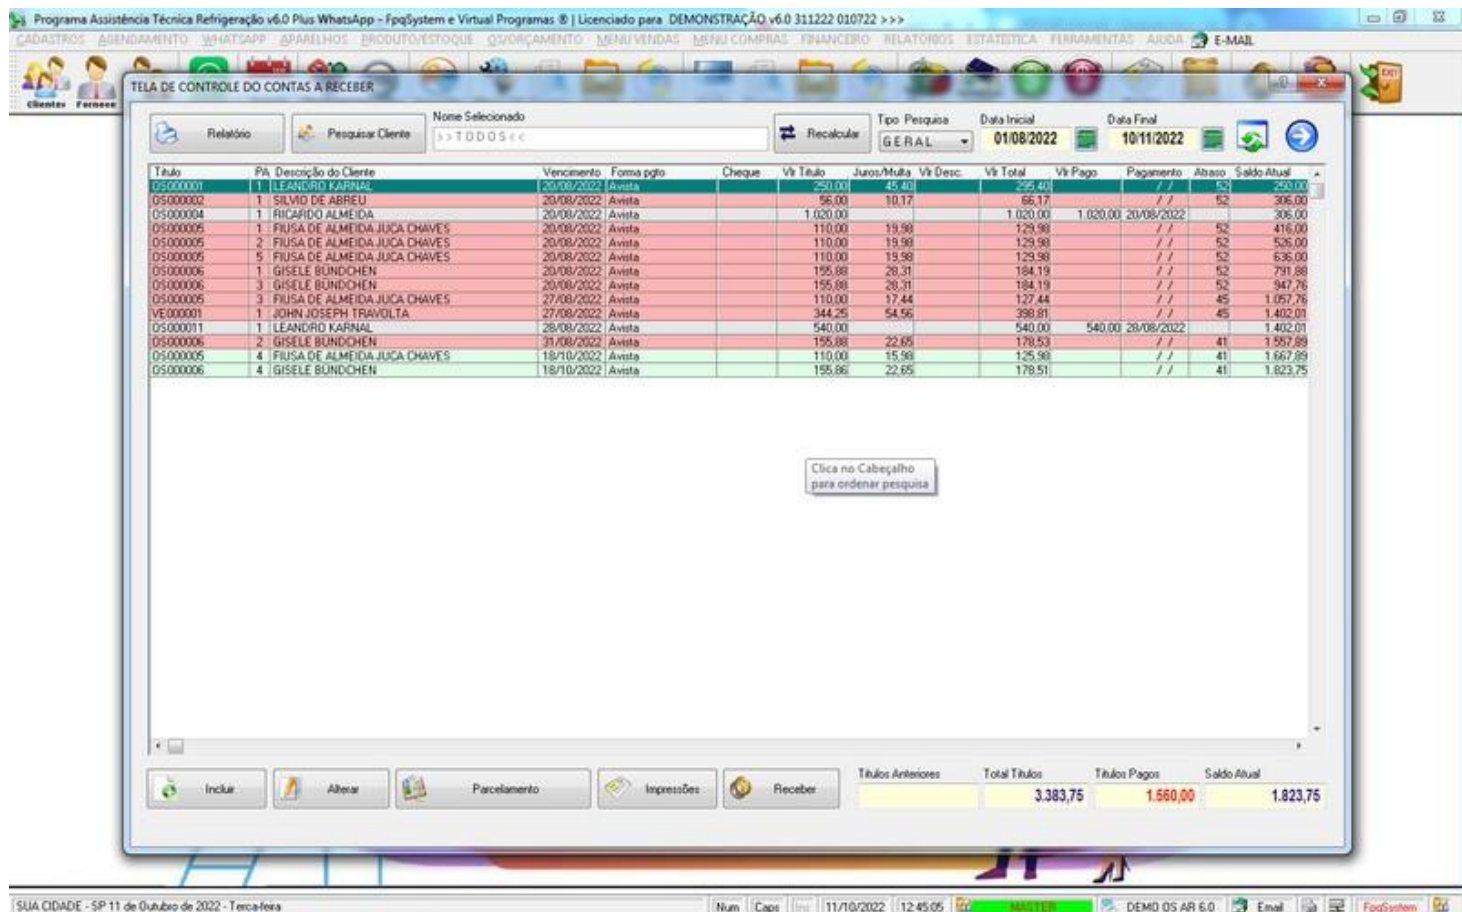 Programa Assistência Técnica Refrigeração v6.0 Plus WhatsApp - FpqSystem e Virtual Programas ® | Licenciado para DEMONSTRAÇÃO v6.0 311222 010722 >>>
CADASTROS AGENDAMENTO WHATSAPP APARELHOS PRODUTO/ESTOQUE OS/ORÇAMENTO MENU VENDAS MENU COMPRAS FINANCEIRO RELATÓRIOS ESTATISTICA FERRAMENTAS AJUDA E-MAIL
Clientes Fornece
TELA DE CONTROLE DO CONTAS A RECEBER
Relatório Pesquisar Cliente Nome Selecionado >>TODOS<< Recalcular Tipo Pesquisa GERAL Data Inicial 01/08/2022 Data Final 10/11/2022
Título PA Descrição do Cliente Vencimento Forma pgto Cheque Vlr Título Juros/Multa Vlr Desc. Vlr Total Vlr Pago Pagamento Atraso Saldo Atual
OS000001 1 LEANDRO KARNAL 20/08/2022 Avista 250,00 45,40 295,40 / / 52 250,00
OS000002 1 SILVIO DE ABREU 20/08/2022 Avista 56,00 10,17 66,17 / / 52 306,00
OS000004 1 RICARDO ALMEIDA 20/08/2022 Avista 1.020,00 1.020,00 1.020,00 20/08/2022 306,00
OS000005 1 FIUSA DE ALMEIDA JUCA CHAVES 20/08/2022 Avista 110,00 19,98 129,98 / / 52 416,00
OS000005 2 FIUSA DE ALMEIDA JUCA CHAVES 20/08/2022 Avista 110,00 19,98 129,98 / / 52 526,00
OS000005 5 FIUSA DE ALMEIDA JUCA CHAVES 20/08/2022 Avista 110,00 19,98 129,98 / / 52 636,00
OS000006 1 GISELE BÜNDCHEN 20/08/2022 Avista 155,88 28,31 184,19 / / 52 791,88
OS000006 3 GISELE BÜNDCHEN 20/08/2022 Avista 155,88 28,31 184,19 / / 52 947,76
OS000005 3 FIUSA DE ALMEIDA JUCA CHAVES 27/08/2022 Avista 110,00 17,44 127,44 / / 45 1.057,76
VE000001 1 JOHN JOSEPH TRAVOLTA 27/08/2022 Avista 344,25 54,56 398,81 / / 45 1.402,01
OS000011 1 LEANDRO KARNAL 28/08/2022 Avista 540,00 540,00 540,00 28/08/2022 1.402,01
OS000006 2 GISELE BÜNDCHEN 31/08/2022 Avista 155,88 22,65 178,53 / / 41 1.557,89
OS000005 4 FIUSA DE ALMEIDA JUCA CHAVES 18/10/2022 Avista 110,00 15,98 125,98 / / 41 1.667,89
OS000006 4 GISELE BÜNDCHEN 18/10/2022 Avista 155,86 22,65 178,51 / / 41 1.823,75
Clica no Cabeçalho
para ordenar pesquisa
Incluir Alterar Parcelamento Impressões Receber
Títulos Anteriores Total Títulos Títulos Pagos Saldo Atual
3.383,75 1.560,00 1.823,75
SUA CIDADE - SP 11 de Outubro de 2022 - Terca-feira Num Caps Ins 11/10/2022 12:45:05 MASTER DEMO OS AR 6.0 Email FpqSystem